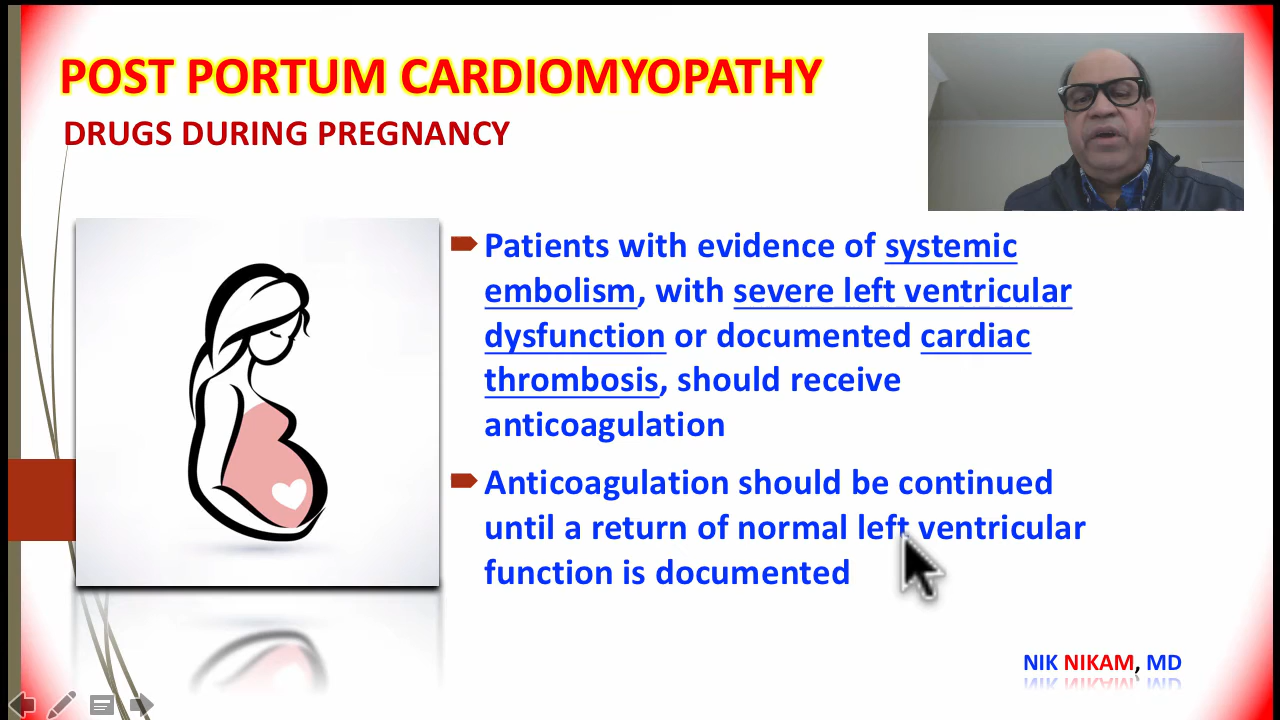 POST PORTUM CARDIOMYOPATHY
DRUGS DURING PREGNANCY
Patients with evidence of systemic
embolism, with severe left ventricular
dysfunction or documented cardiac
thrombosis, should receive
anticoagulation
Anticoagulation should be continued
until a return of normal left ventricular
function is documented
NIK NIKAM, MD